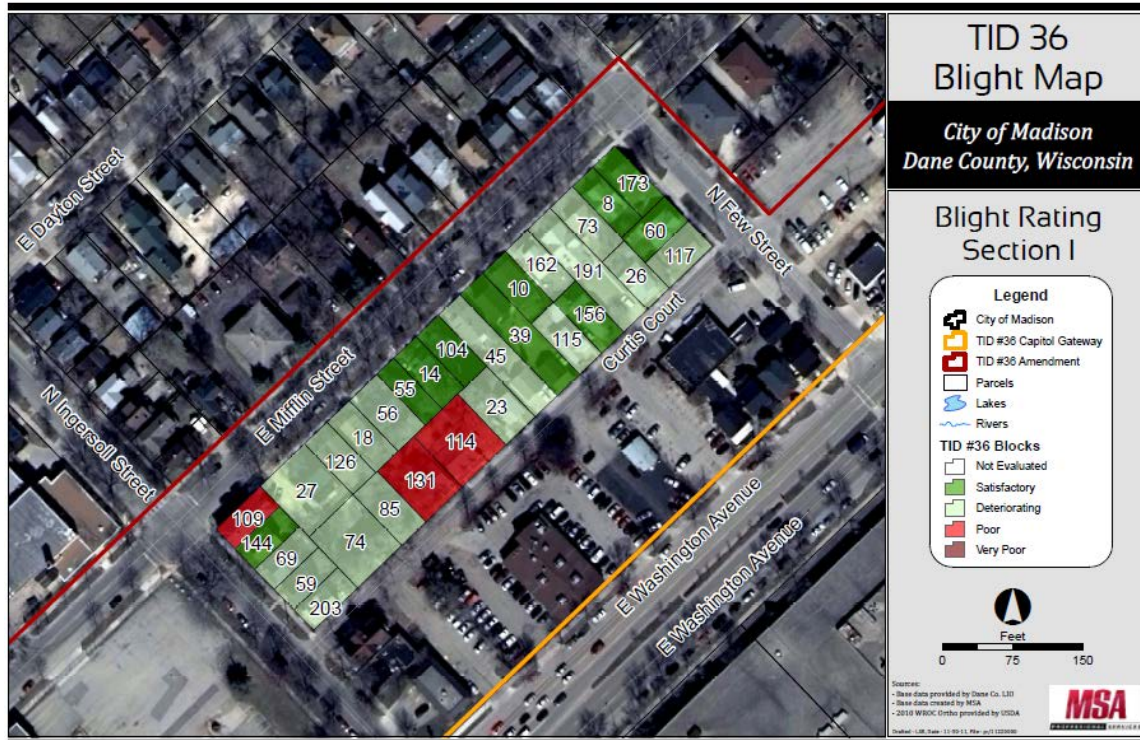 TID 36
Blight Map
City of Madison
Dane County, Wisconsin
Blight Rating
Section I
Legend
City of Madison
TID #36 Capitol Gateway
TID #36 Amendment
Parcels
Lakes
Rivers
TID #36 Blocks
Not Evaluated
Satisfactory
Deteriorating
Poor
Very Poor
Feet
0 75 150
Sources:
- Base data provided by Dane Co. LIO
- Base data created by MSA
- 2010 WROC Ortho provided by USDA
MSA
PROFESSIONAL SERVICES
E Dayton Street
N Ingersoll Street
E Mifflin Street
N Few Street
Curtis Court
E Washington Avenue
E Washington Avenue
173
8
60
117
73
26
191
162
10
156
115
39
104
45
14
55
23
56
114
18
131
126
85
27
74
109
144
69
59
203